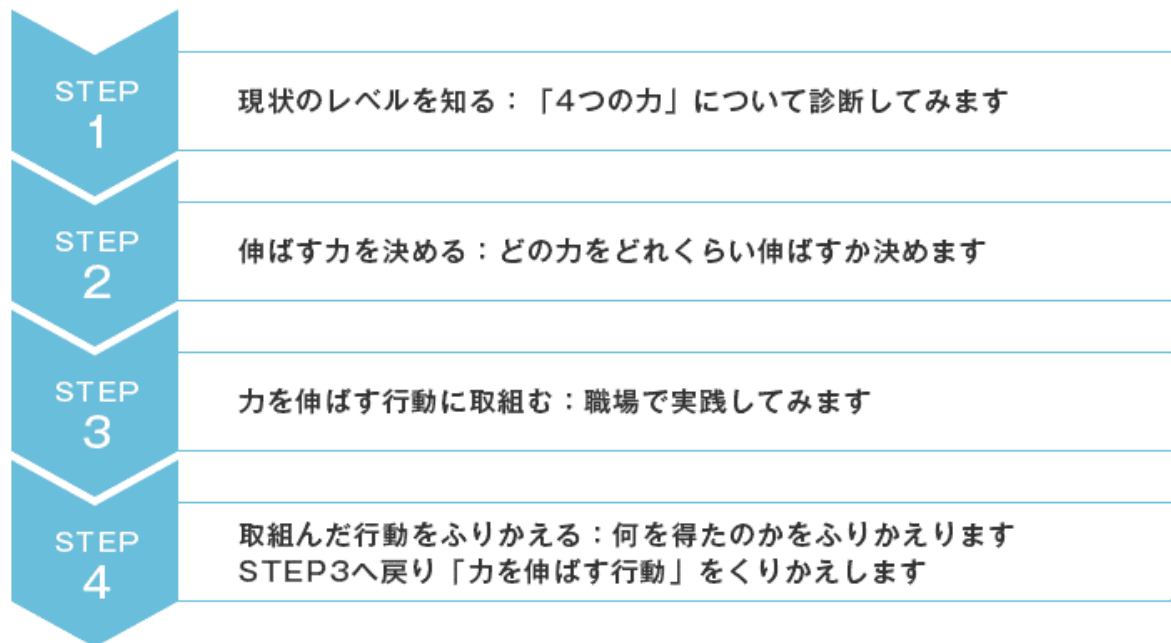 STEP
1
現状のレベルを知る：「4つの力」について診断してみます
STEP
2
伸ばす力を決める：どの力をどれくらい伸ばすか決めます
STEP
3
力を伸ばす行動に取組む：職場で実践してみます
STEP
4
取組んだ行動をふりかえる：何を得たのかをふりかえります
STEP3へ戻り「力を伸ばす行動」をくりかえします